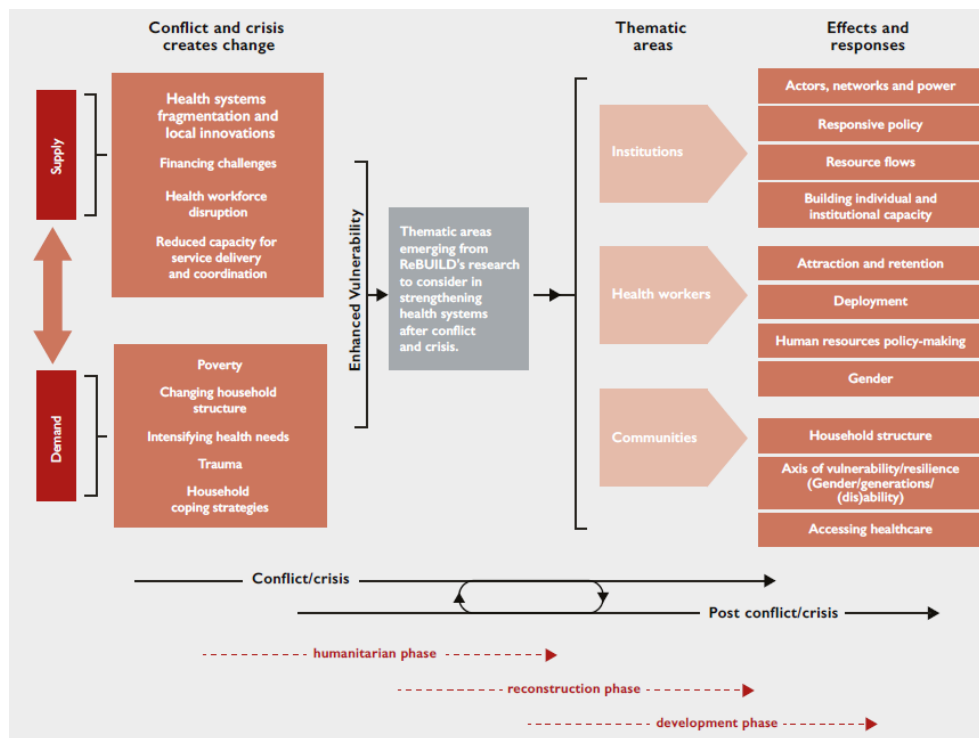 Conflict and crisis
creates change
Thematic
areas
Effects and
responses
Supply
Health systems
fragmentation and
local innovations
Financing challenges
Health workforce
disruption
Reduced capacity for
service delivery
and coordination
Demand
Poverty
Changing household
structure
Intensifying health needs
Trauma
Household
coping strategies
Enhanced Vulnerability
Thematic areas
emerging from
ReBUILD's research
to consider in
strengthening
health systems
after conflict
and crisis.
Institutions
Actors, networks and power
Responsive policy
Resource flows
Building individual and
institutional capacity
Health workers
Attraction and retention
Deployment
Human resources policy-making
Gender
Communities
Household structure
Axis of vulnerability/resilience
(Gender/generations/
(dis)ability)
Accessing healthcare
Conflict/crisis
Post conflict/crisis
humanitarian phase
reconstruction phase
development phase